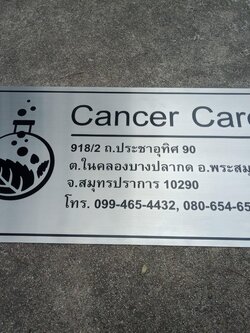 Cancer Care
918/2 ถ.ประชาอุทิศ 90
ต.ในคลองบางปลากด อ.พระสมุ
จ.สมุทรปราการ 10290
โทร. 099-465-4432, 080-654-65